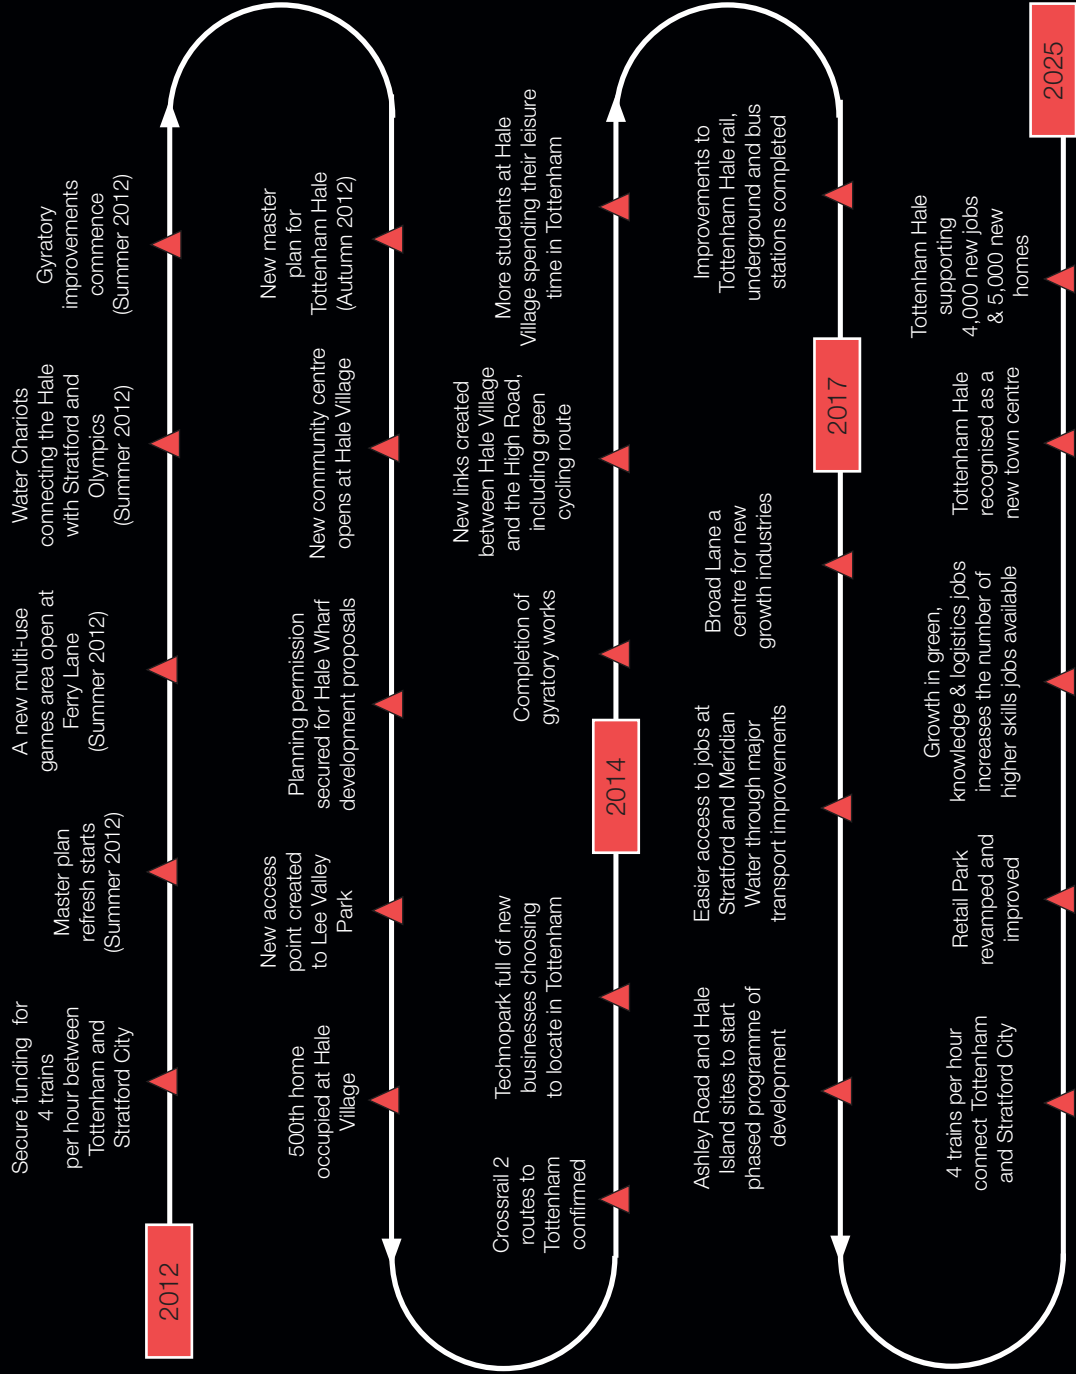 2012
Secure funding for
4 trains
per hour between
Tottenham and
Stratford City
Master plan
refresh starts
(Summer 2012)
A new multi-use
games area open at
Ferry Lane
(Summer 2012)
Water Chariots
connecting the Hale
with Stratford and
Olympics
(Summer 2012)
Gyratory
improvements
commence
(Summer 2012)
New master
plan for
Tottenham Hale
(Autumn 2012)
New community centre
opens at Hale Village
Planning permission
secured for Hale Wharf
development proposals
New access
point created
to Lee Valley
Park
500th home
occupied at Hale
Village
Crossrail 2
routes to
Tottenham
confirmed
Technopark full of new
businesses choosing
to locate in Tottenham
2014
Completion of
gyratory works
New links created
between Hale Village
and the High Road,
including green
cycling route
More students at Hale
Village spending their leisure
time in Tottenham
Improvements to
Tottenham Hale rail,
underground and bus
stations completed
2017
Broad Lane a
centre for new
growth industries
Easier access to jobs at
Stratford and Meridian
Water through major
transport improvements
Ashley Road and Hale
Island sites to start
phased programme of
development
4 trains per hour
connect Tottenham
and Stratford City
Retail Park
revamped and
improved
Growth in green,
knowledge & logistics jobs
increases the number of
higher skills jobs available
Tottenham Hale
recognised as a
new town centre
Tottenham Hale
supporting
4,000 new jobs
& 5,000 new
homes
2025